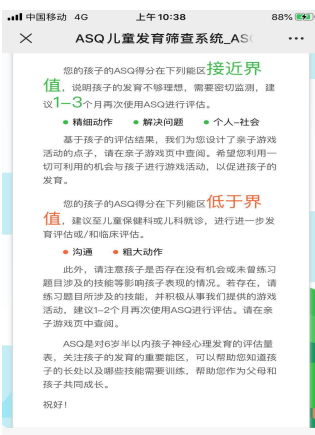 中国移动 4G 上午10:38 88%
ASQ儿童发育筛查系统_AS
您的孩子的ASQ得分在下列能区接近界
值，说明孩子的发育不够理想，需要密切监测，建
议1–3个月再次使用ASQ进行评估。
● 精细动作 ● 解决问题 ● 个人–社会
基于孩子的评估结果，我们为您设计了亲子游戏
活动的点子，请在亲子游戏页中查阅。希望您利用一
切可利用的机会与孩子进行游戏活动，以促进孩子的
发育。
您的孩子的ASQ得分在下列能区低于界
值，建议至儿童保健科或儿科就诊，进行进一步发
育评估或/和临床评估。
● 沟通 ● 粗大动作
此外，请注意孩子是否存在没有机会或未曾练习
题目涉及的技能等影响孩子表现的情况。若存在，请
练习题目所涉及的技能，并积极从事我们提供的游戏
活动，建议1–2个月再次使用ASQ进行评估。请在亲
子游戏页中查阅。
ASQ是对6岁半以内孩子神经心理发育的评估量
表，关注孩子的发育的重要能区，可以帮助您知道孩
子的长处以及哪些技能需要训练，帮助您作为父母和
孩子共同成长。
祝好！